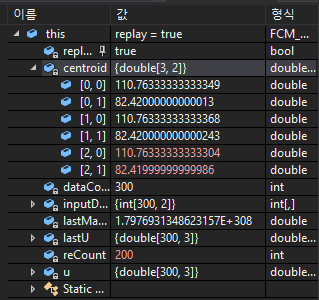 이름 값 형식
this replay = true FCM_...
repl... true bool
centroid {double[3, 2]} double...
[0, 0] 110.76333333333349 double
[0, 1] 82.42000000000013 double
[1, 0] 110.76333333333368 double
[1, 1] 82.42000000000243 double
[2, 0] 110.76333333333304 double
[2, 1] 82.41999999999986 double
dataCo... 300 int
inputD... {int[300, 2]} int[,]
lastMa... 1.7976931348623157E+308 double
lastU {double[300, 3]} double...
reCount 200 int
u {double[300, 3]} double...
Static ...